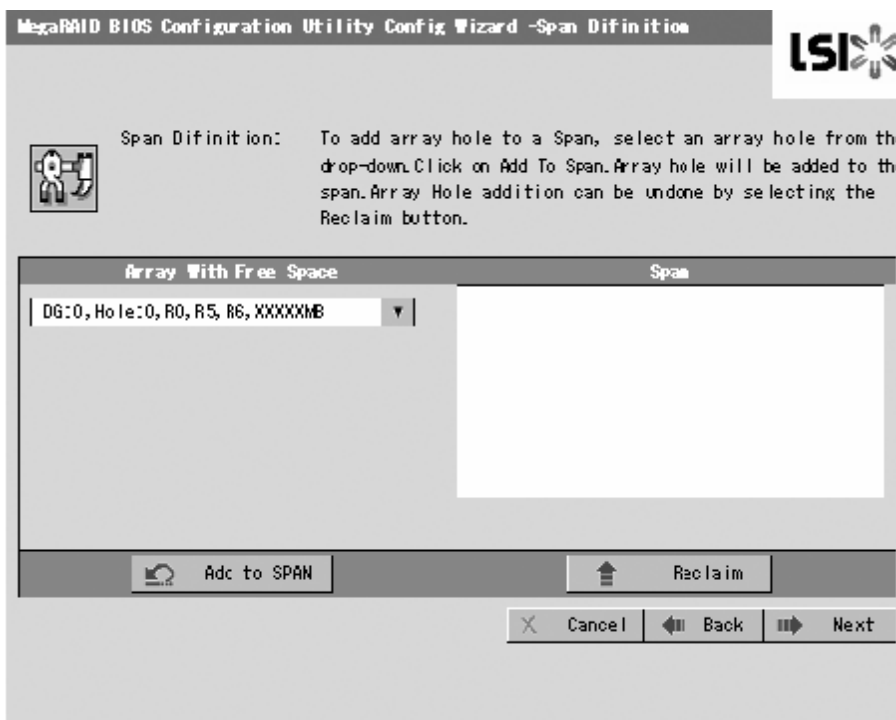 MegaRAID BIOS Configuration Utility Config Wizard -Span Difinition
LSI
Span Difinition:
To add array hole to a Span, select an array hole from th
drop-down.Click on Add To Span.Array hole will be added to th
span.Array Hole addition can be undone by selecting the
Reclaim button.
Array With Free Space
Span
DG:0,Hole:0,R0,R5,R6,XXXXXMB
Add to SPAN
Reclaim
Cancel
Back
Next